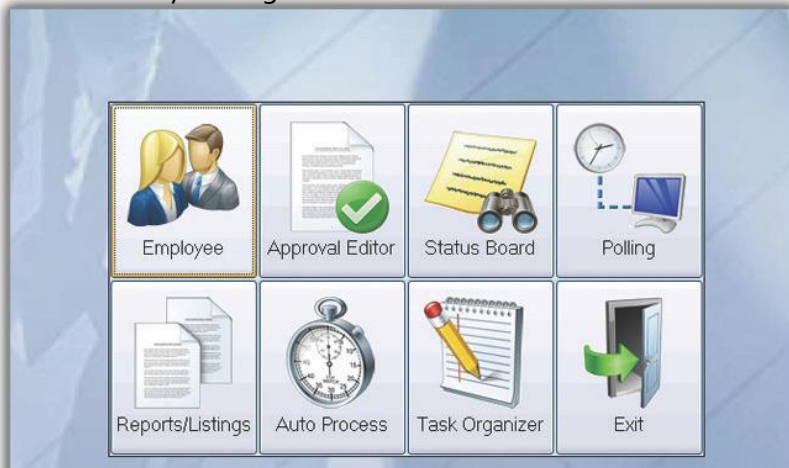 Employee
Approval Editor
Status Board
Polling
Reports/Listings
Auto Process
Task Organizer
Exit